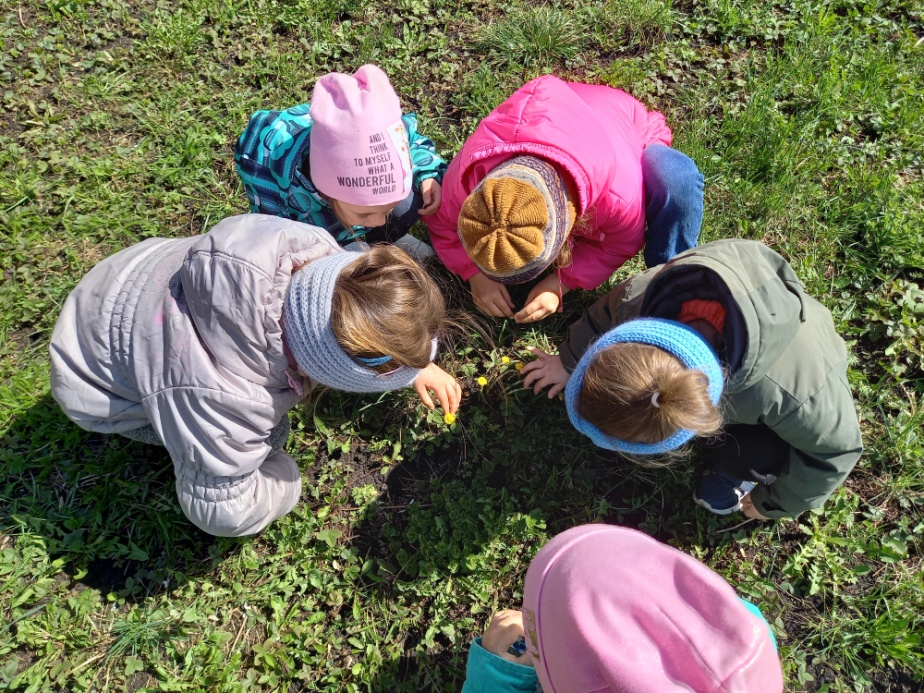 AND I
THINK
TO MYSELF
WHAT A
WONDERFUL
WORLD